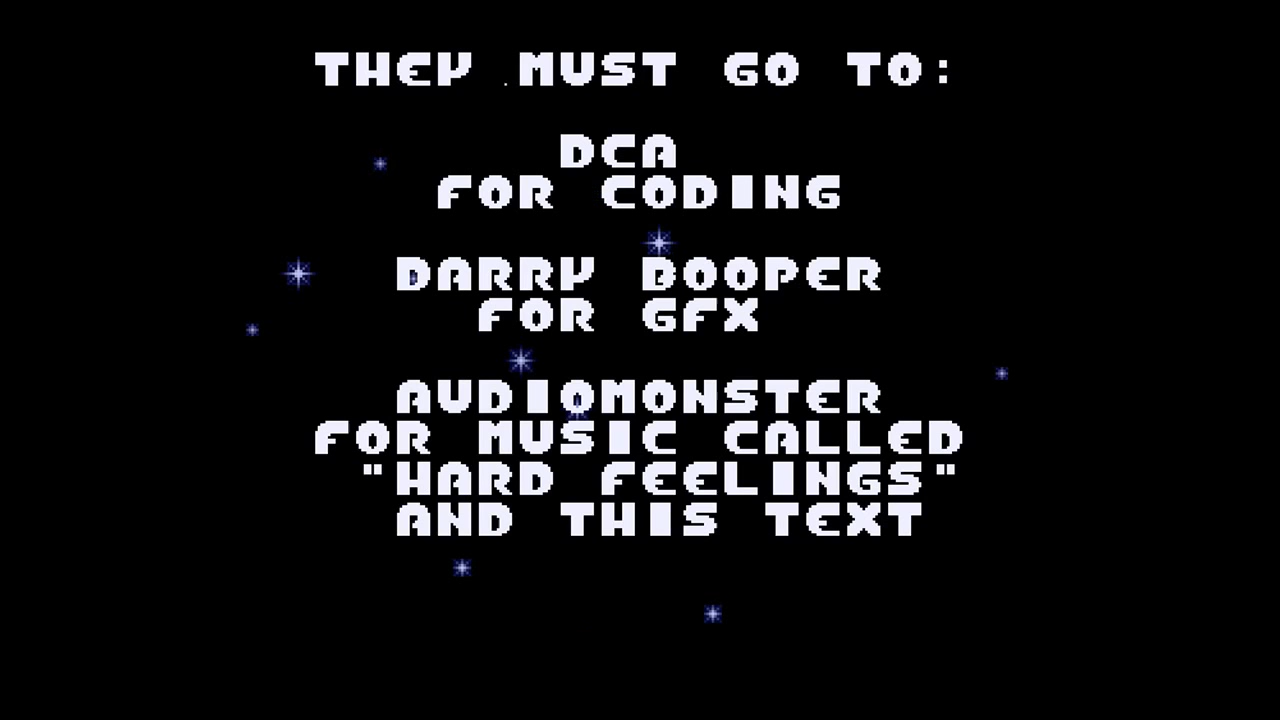 THEY MUST GO TO:
DCA
FOR CODING
DARRY BOOPER
FOR GFX
AUDIOMONSTER
FOR MUSIC CALLED
"HARD FEELINGS"
AND THIS TEXT